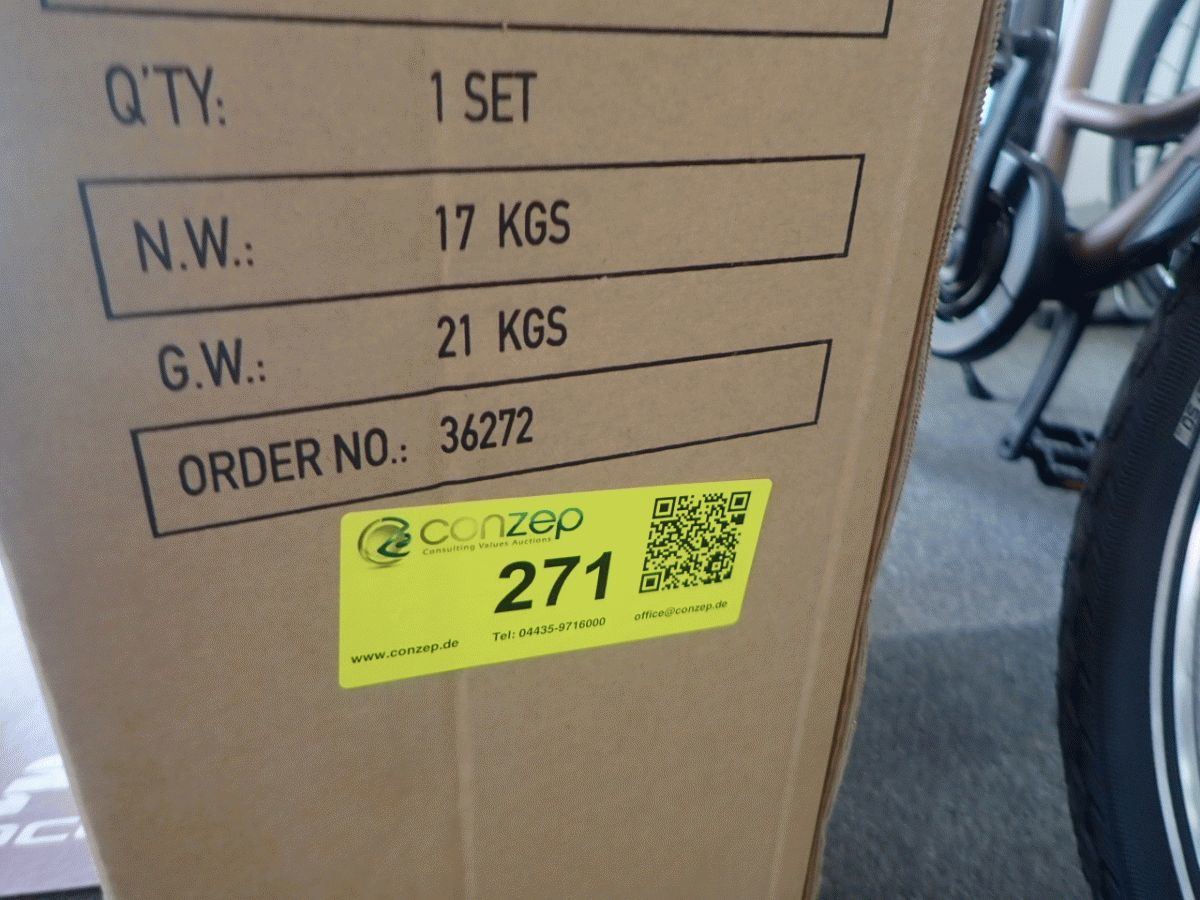 Q'TY: 1 SET
N.W.: 17 KGS
G.W.: 21 KGS
ORDER NO.: 36272
conzep
Consulting Values Auctions
271
www.conzep.de Tel: 04435-9716000 office@conzep.de